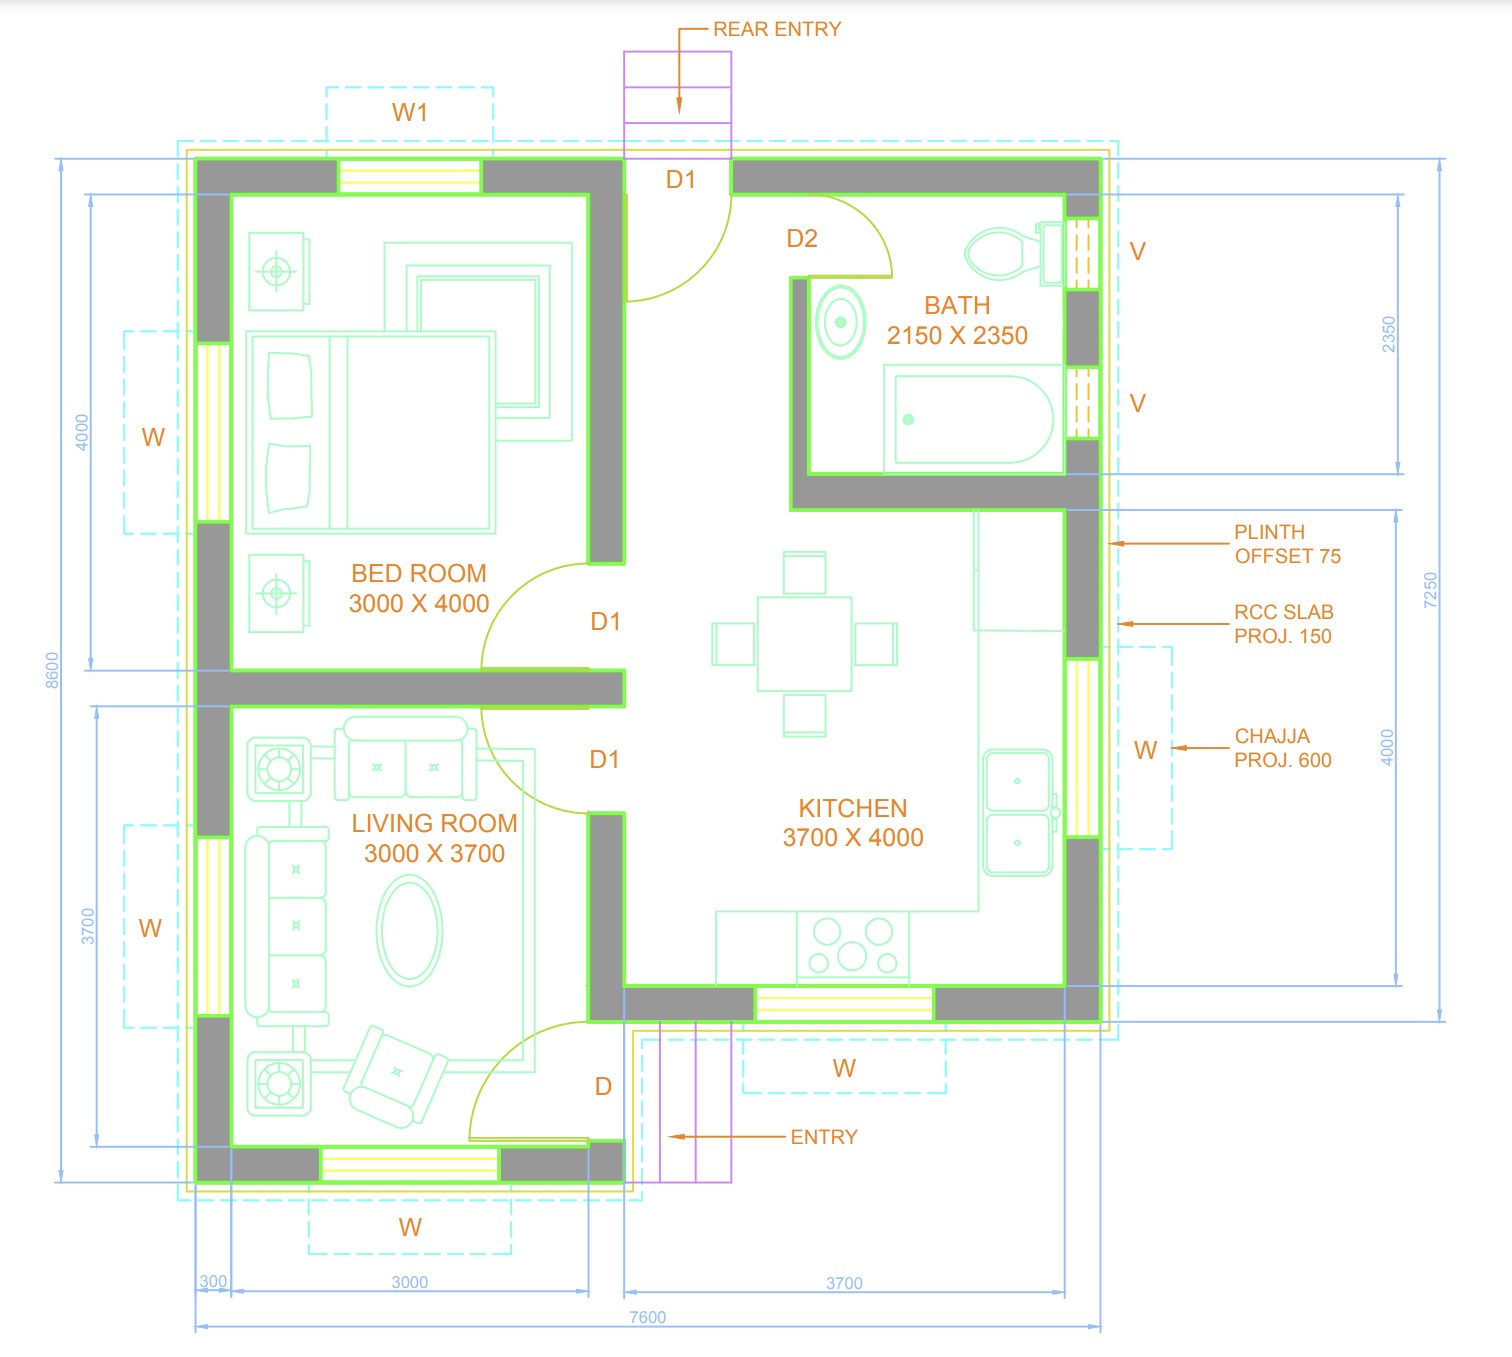 REAR ENTRY
W1
D1
D2
V
BATH
2150 X 2350
2350
V
W
4000
PLINTH
OFFSET 75
BED ROOM
3000 X 4000
7250
D1
RCC SLAB
PROJ. 150
8600
D1
W
CHAJJA
PROJ. 600
4000
LIVING ROOM
3000 X 3700
KITCHEN
3700 X 4000
W
3700
D
W
ENTRY
W
300
3000
3700
7600